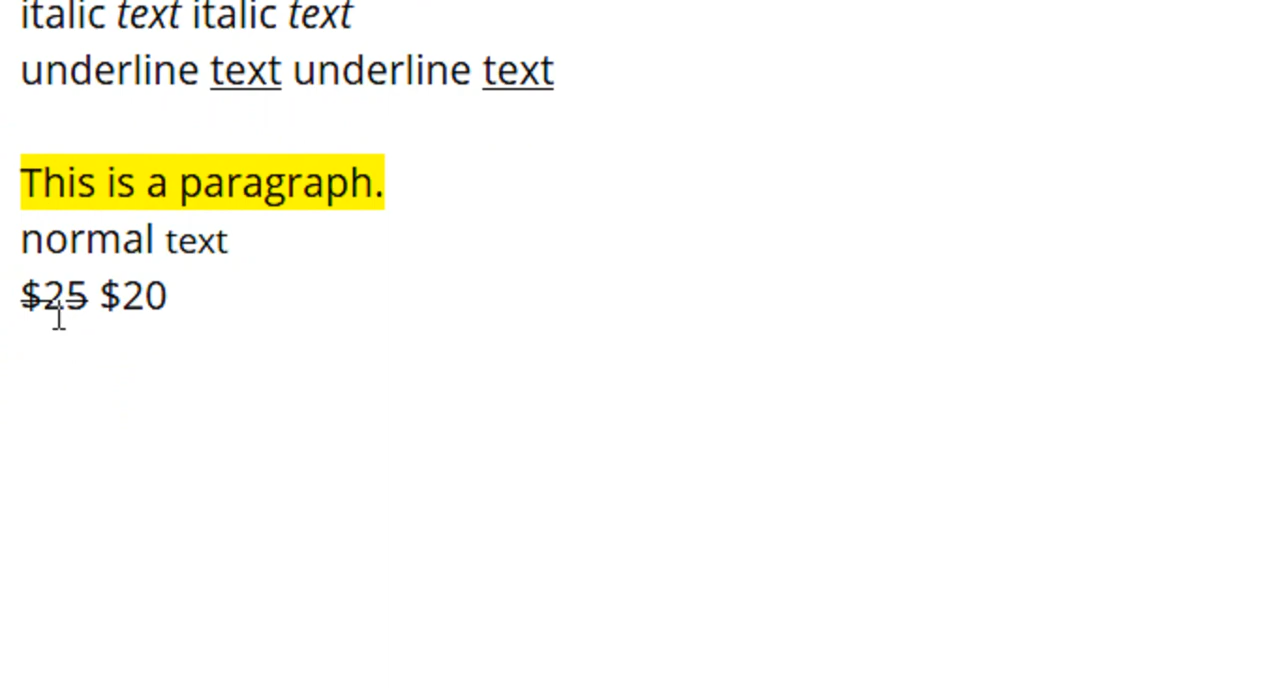 italic text italic text
underline text underline text
This is a paragraph.
normal text
$25 $20